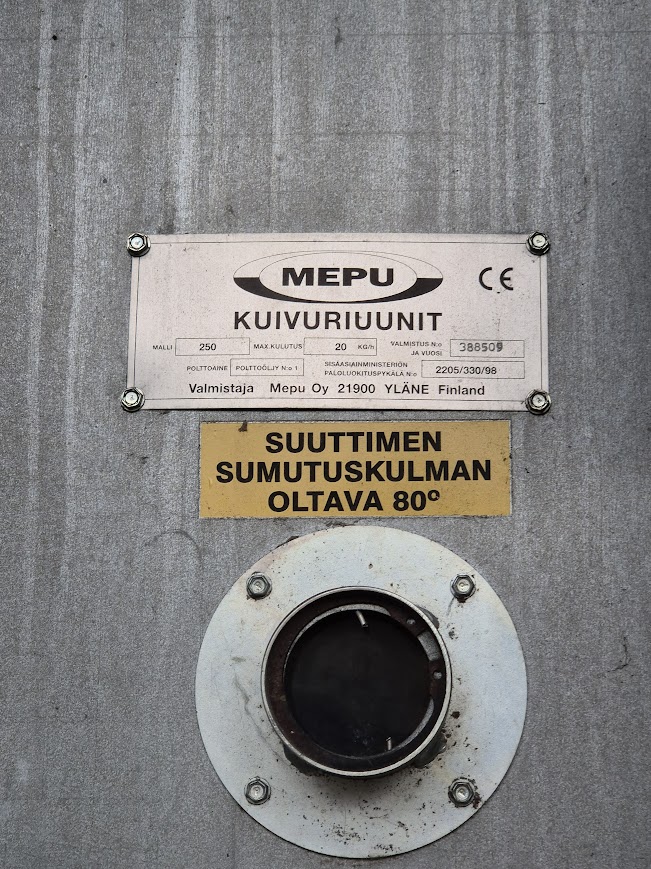 MEPU
CE
KUIVURIUUNIT
MALLI 250 MAX.KULUTUS 20 KG/h VALMISTUS N:o JA VUOSI 388509
POLTTOAINE POLTTOÖLJY N:o 1 SISÄASIAINMINISTERIÖN PALOLUOKITUSPYKÄLÄ N:o 2205/330/98
Valmistaja Mepu Oy 21900 YLÄNE Finland
SUUTTIMEN
SUMUTUSKULMAN
OLTAVA 80º